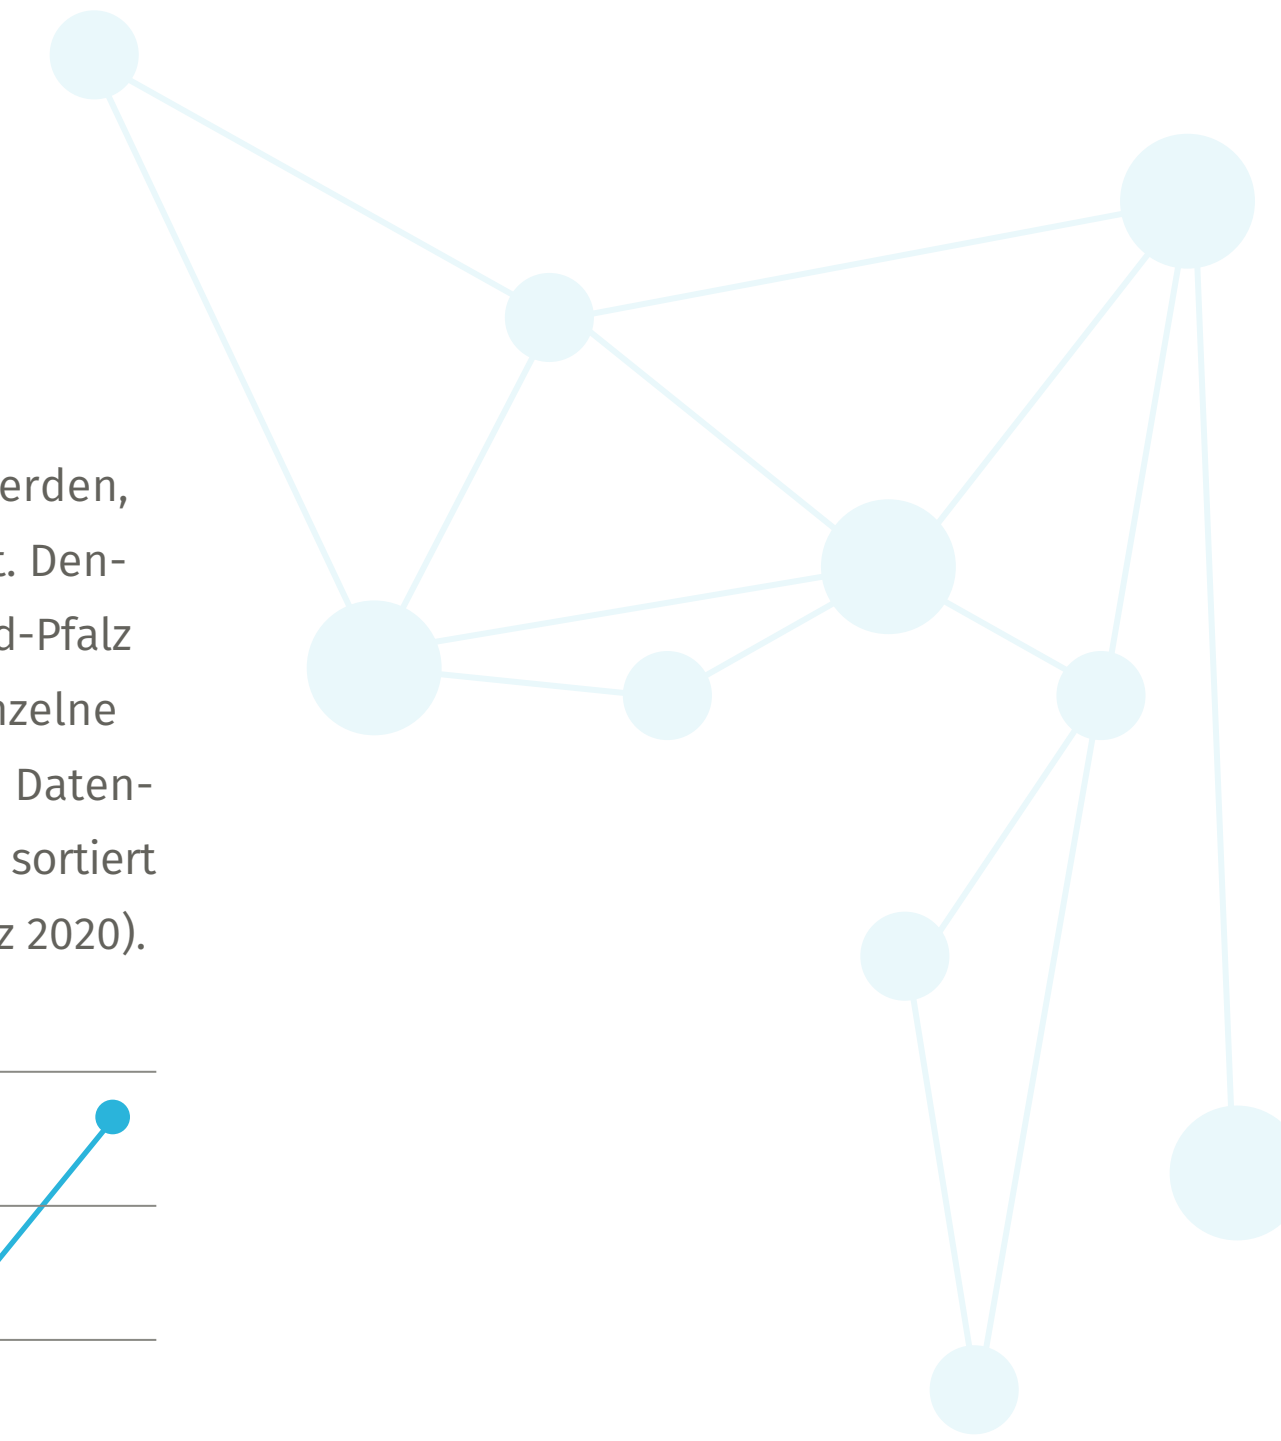 erden,
t. Den-
d-Pfalz
nzelne
Daten-
sortiert
z 2020).